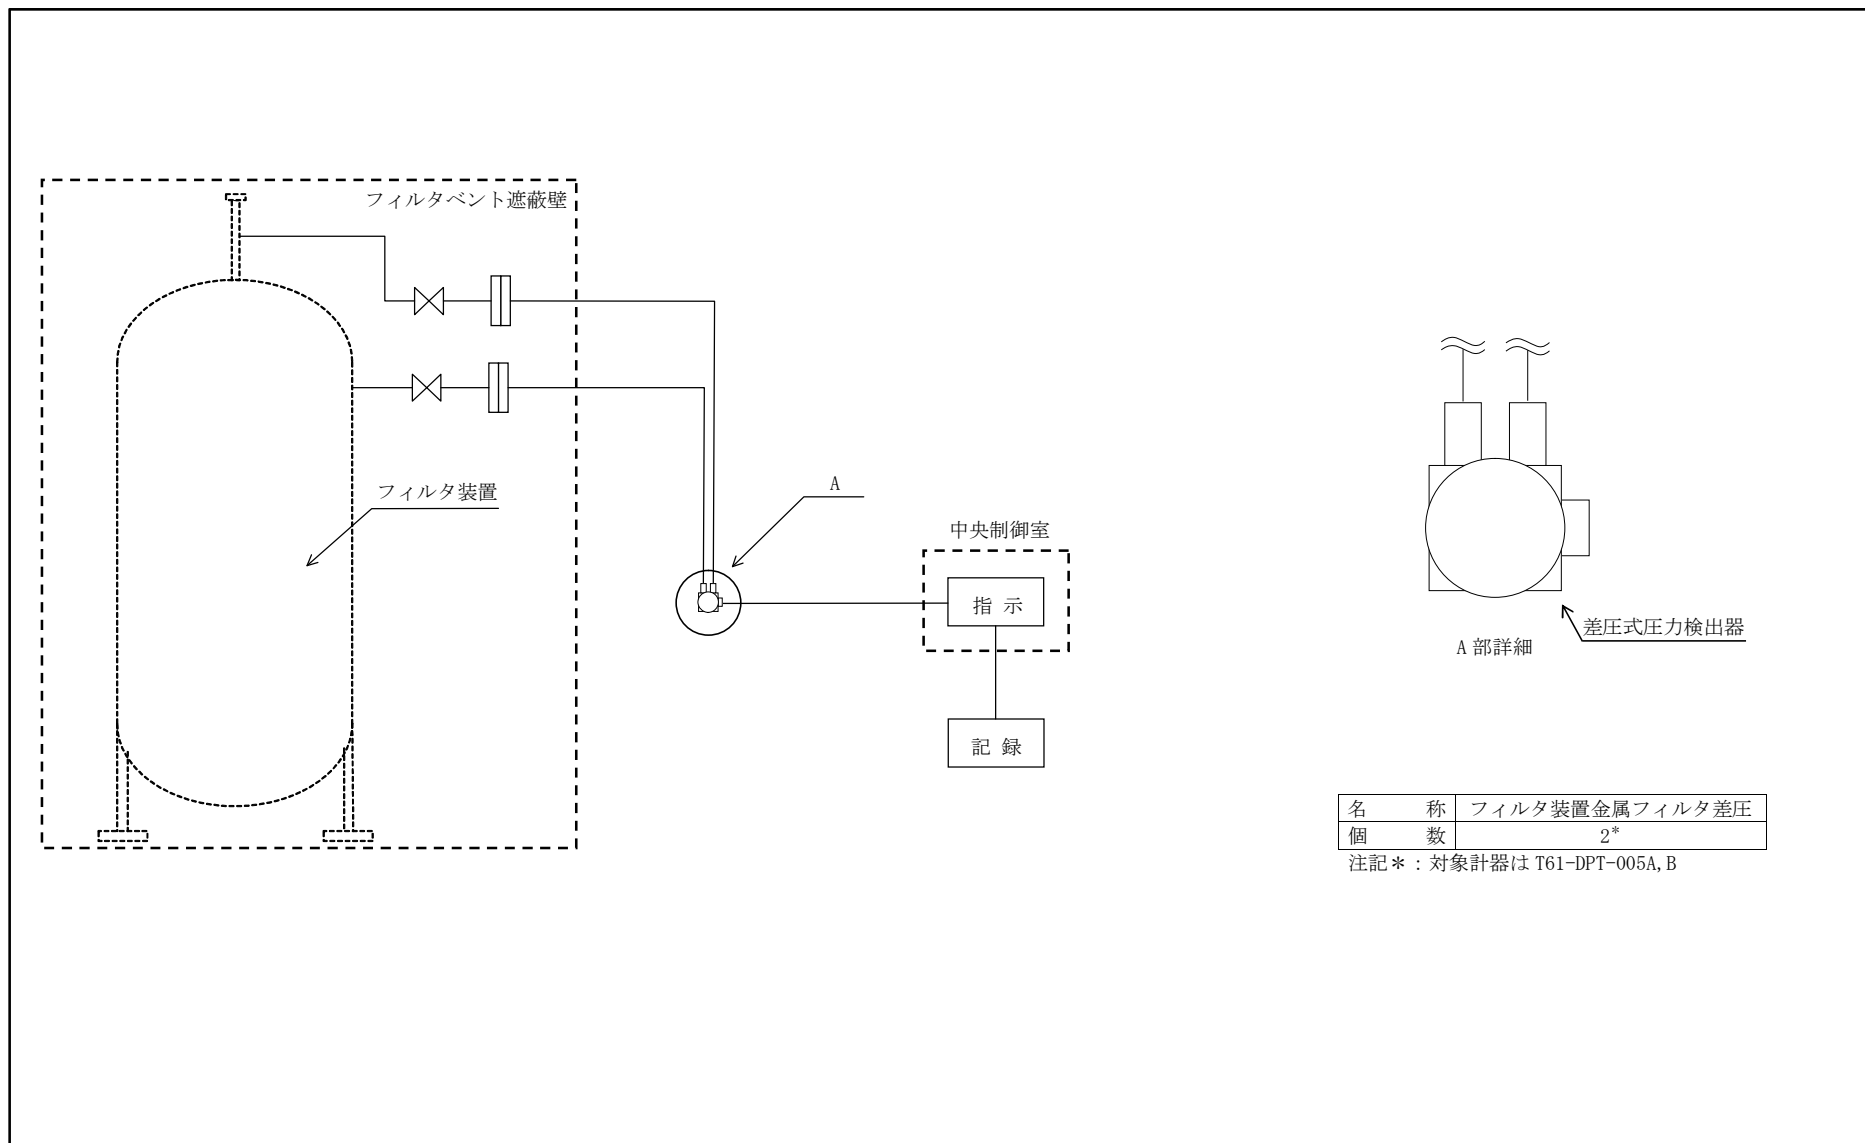 フィルタベント遮蔽壁
フィルタ装置
A
中央制御室
指 示
記 録
差圧式圧力検出器
A 部詳細
名 称 フィルタ装置金属フィルタ差圧
個 数 2*
注記＊：対象計器は T61-DPT-005A,B